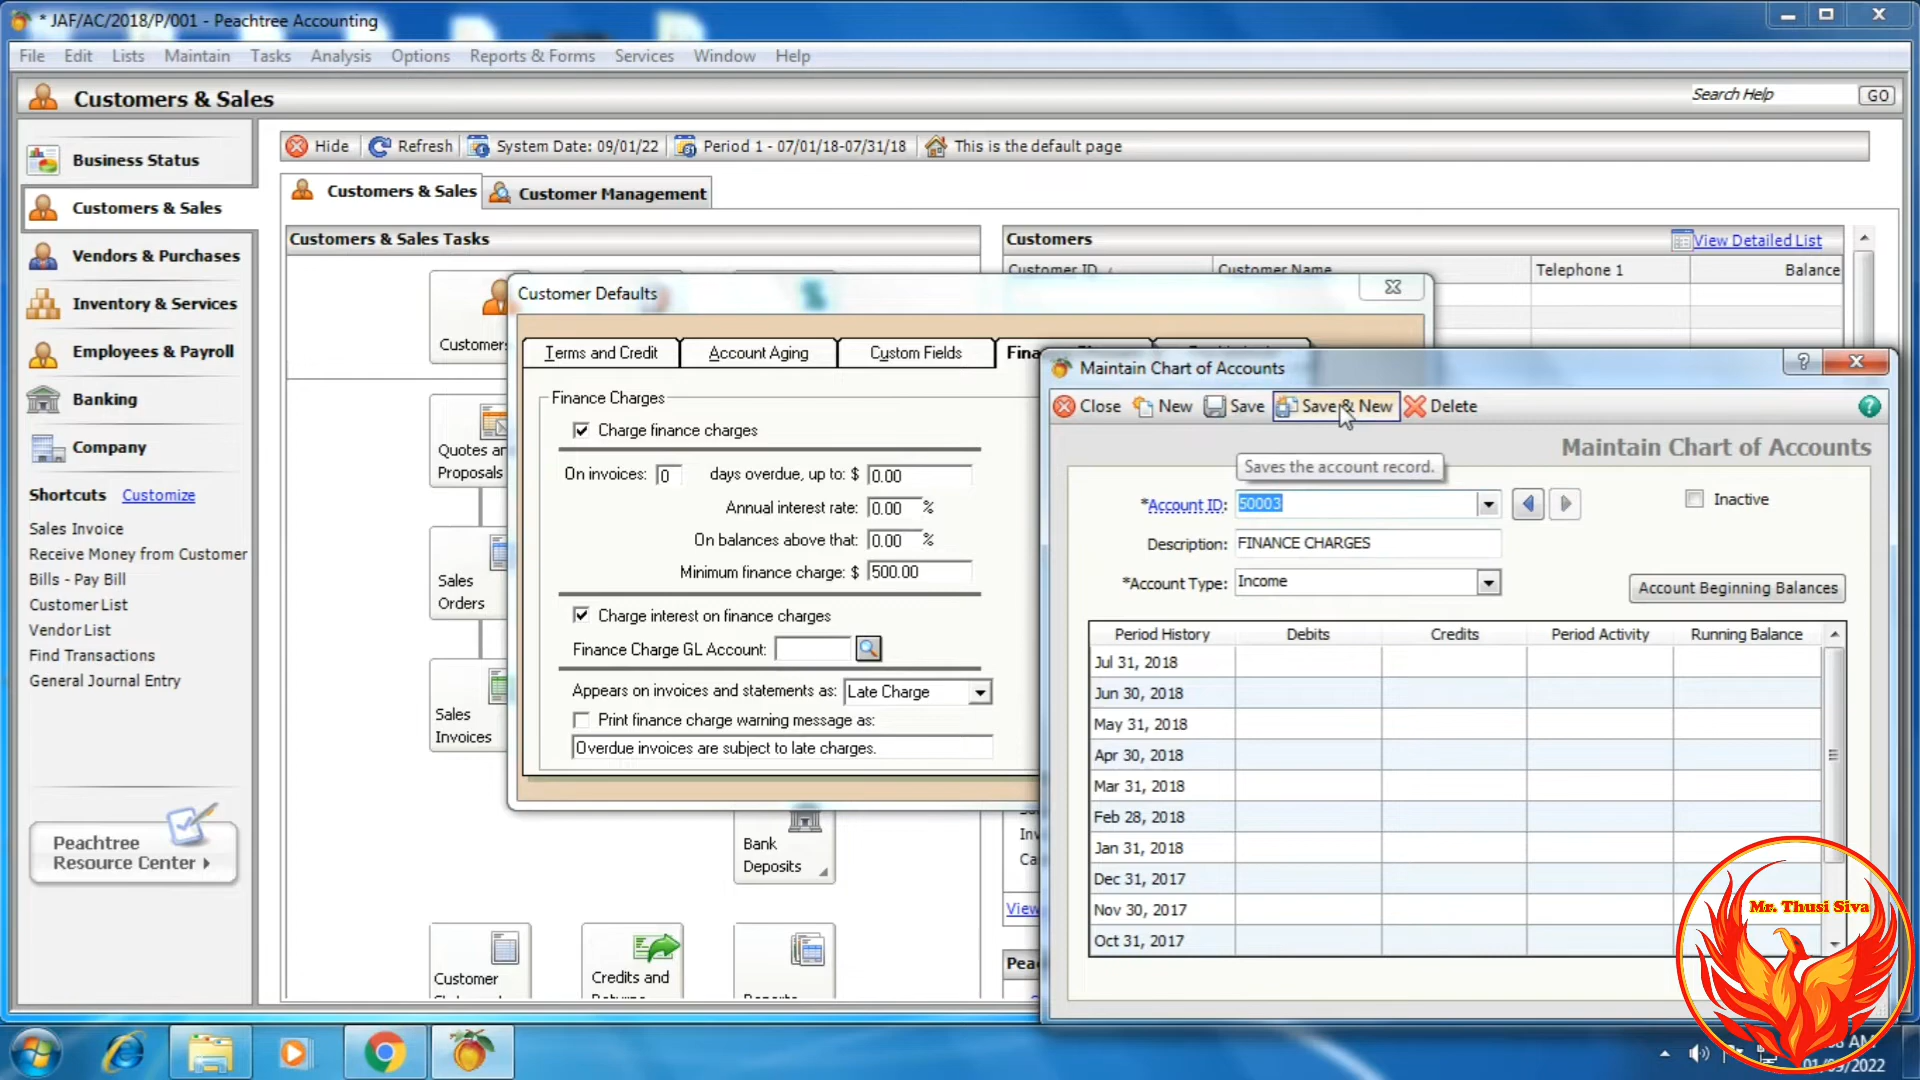 * JAF/AC/2018/P/001 - Peachtree Accounting
File Edit Lists Maintain Tasks Analysis Options Reports & Forms Services Window Help
Customers & Sales
Search Help GO
Business Status
Customers & Sales
Vendors & Purchases
Inventory & Services
Employees & Payroll
Banking
Company
Shortcuts Customize
Sales Invoice
Receive Money from Customer
Bills - Pay Bill
Customer List
Vendor List
Find Transactions
General Journal Entry
Peachtree
Resource Center
Hide Refresh System Date: 09/01/22 Period 1 - 07/01/18-07/31/18 This is the default page
Customers & Sales Customer Management
Customers & Sales Tasks
Customers View Detailed List
Customer ID Customer Name Telephone 1 Balance
Customers
Quotes an
Proposals
Sales
Orders
Sales
Invoices
Bank
Deposits
Customer
Credits and
View
Pea
Customer Defaults
Terms and Credit Account Aging Custom Fields Fina
Finance Charges
Charge finance charges
On invoices: 0 days overdue, up to: $ 0.00
Annual interest rate: 0.00 %
On balances above that: 0.00 %
Minimum finance charge: $ 500.00
Charge interest on finance charges
Finance Charge GL Account:
Appears on invoices and statements as: Late Charge
Print finance charge warning message as:
Overdue invoices are subject to late charges.
Maintain Chart of Accounts
Close New Save Save & New Delete
Maintain Chart of Accounts
Saves the account record.
*Account ID: 50003 Inactive
Description: FINANCE CHARGES
*Account Type: Income Account Beginning Balances
Period History Debits Credits Period Activity Running Balance
Jul 31, 2018
Jun 30, 2018
May 31, 2018
Apr 30, 2018
Mar 31, 2018
Feb 28, 2018
Jan 31, 2018
Dec 31, 2017
Nov 30, 2017
Oct 31, 2017
Mr. Thusi Siva
AM
01/09/2022